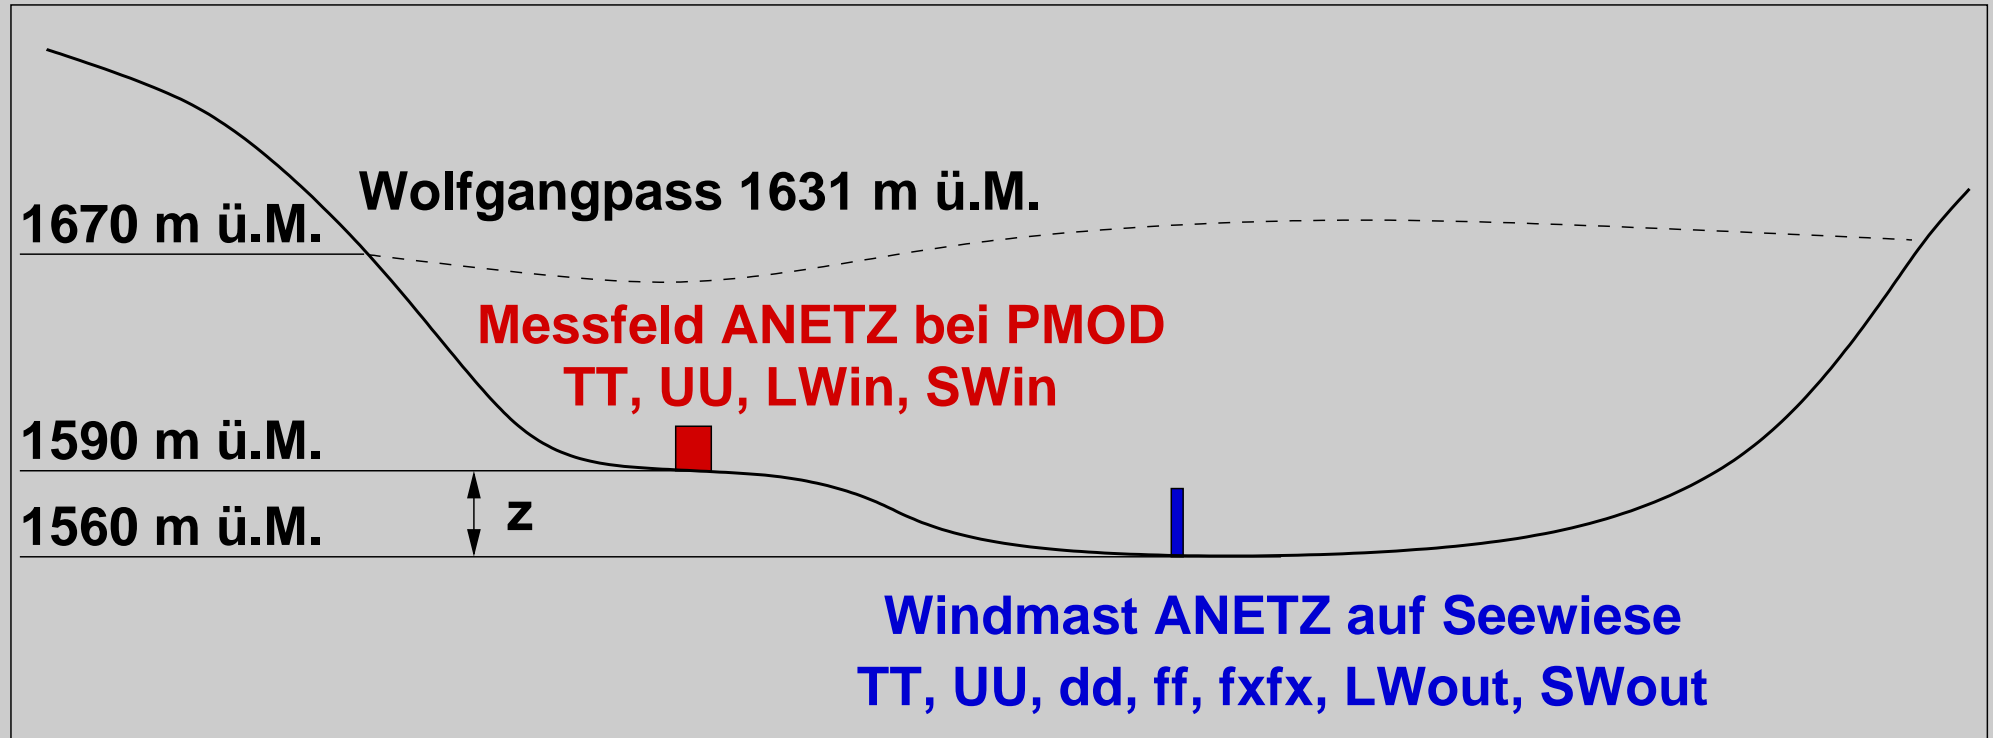 Wolfgangpass 1631 m ü.M.
1670 m ü.M.
Messfeld ANETZ bei PMOD
TT, UU, LWin, SWin
1590 m ü.M.
z
1560 m ü.M.
Windmast ANETZ auf Seewiese
TT, UU, dd, ff, fxfx, LWout, SWout